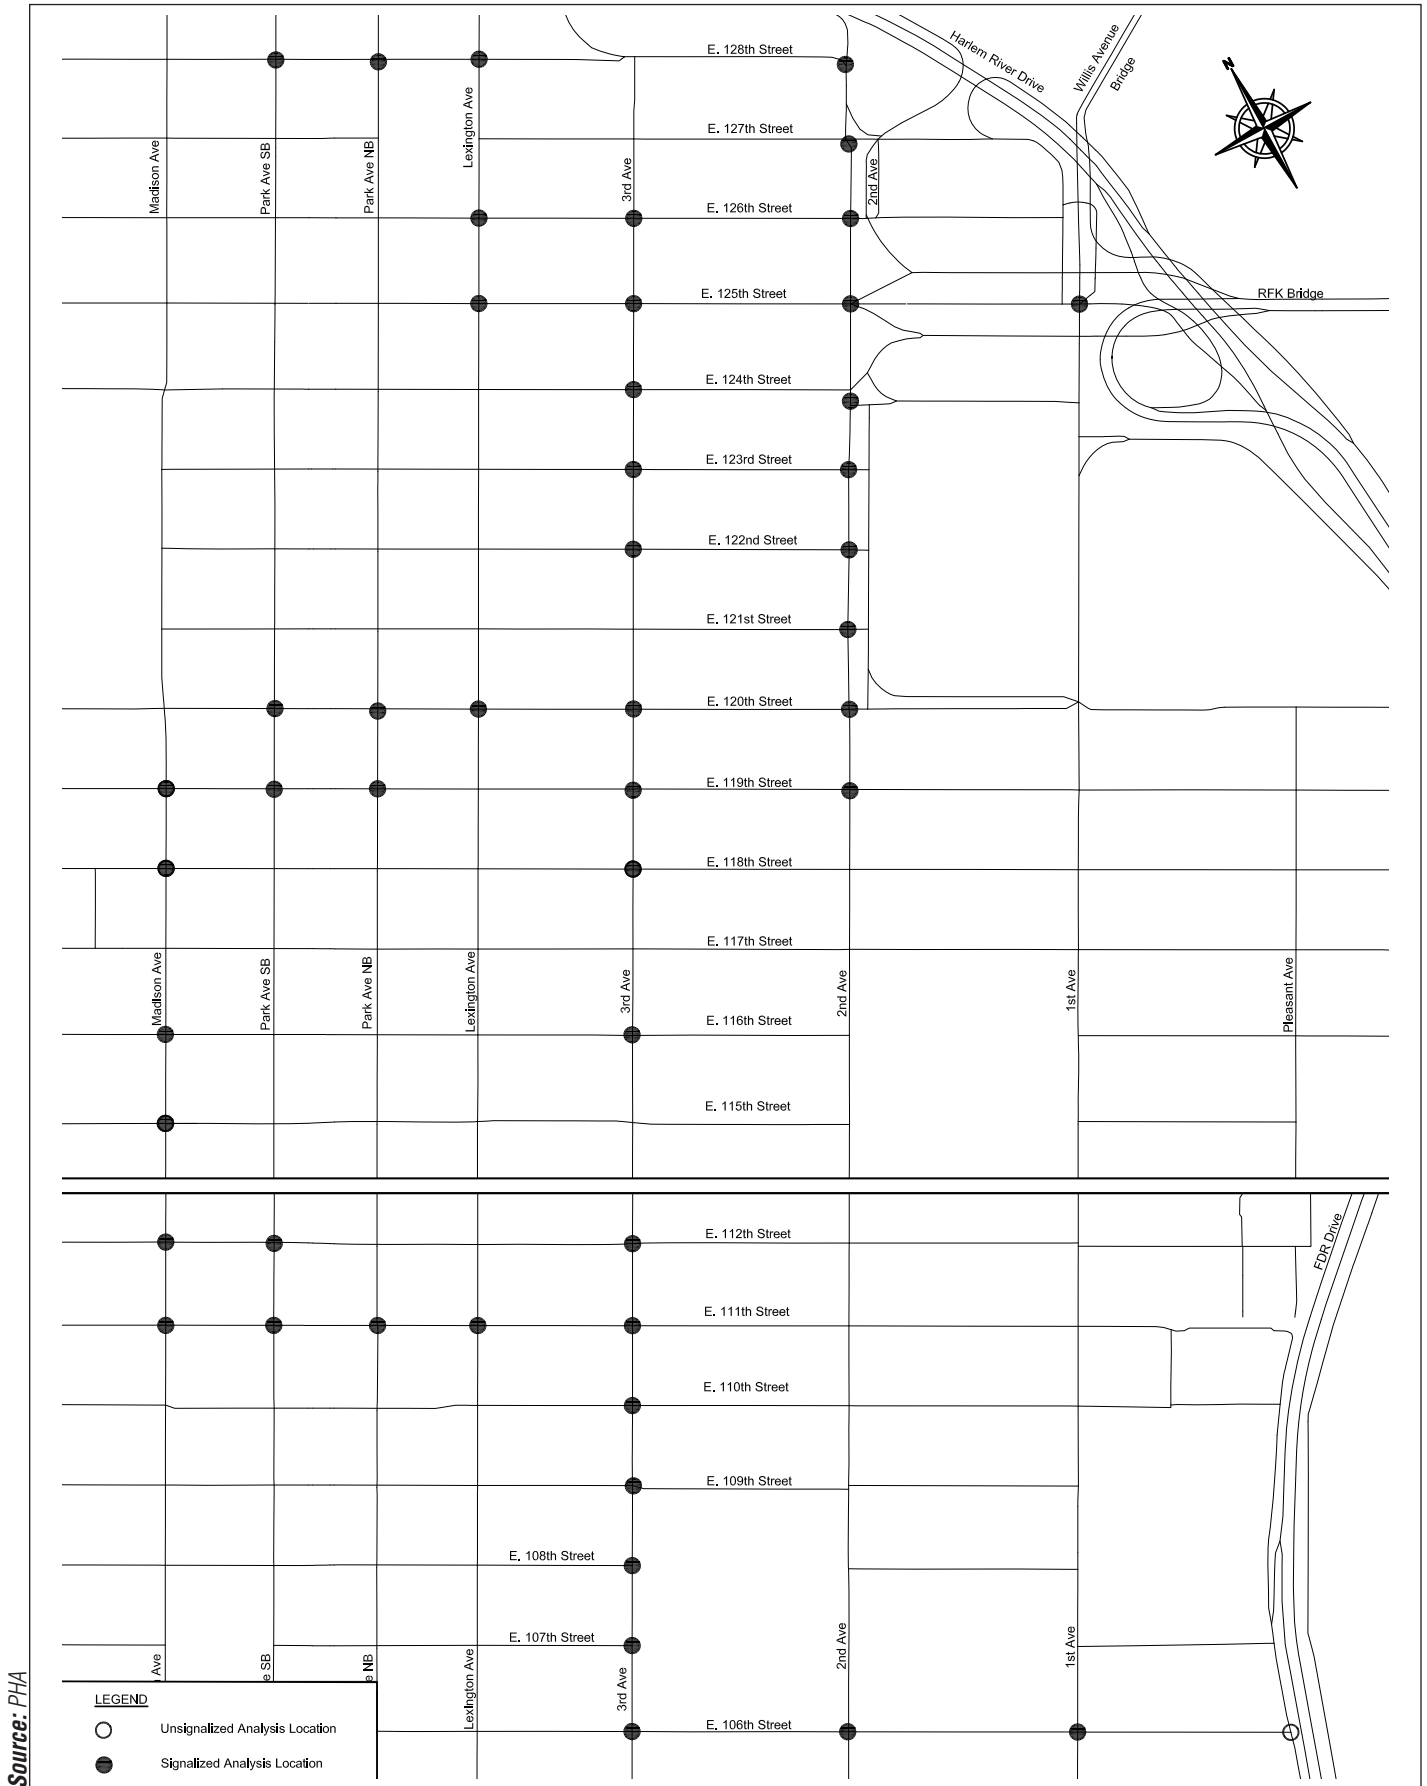 E. 128th Street
Harlem River Drive
Willis Avenue
Bridge
N
E. 127th Street
Madison Ave
Park Ave SB
Park Ave NB
Lexington Ave
3rd Ave
2nd Ave
E. 126th Street
E. 125th Street
RFK Bridge
E. 124th Street
E. 123rd Street
E. 122nd Street
E. 121st Street
E. 120th Street
E. 119th Street
E. 118th Street
E. 117th Street
Madison Ave
Park Ave SB
Park Ave NB
Lexington Ave
3rd Ave
2nd Ave
1st Ave
Pleasant Ave
E. 116th Street
E. 115th Street
E. 112th Street
FDR Drive
E. 111th Street
E. 110th Street
E. 109th Street
E. 108th Street
E. 107th Street
Ave
SB
NB
Lexington Ave
3rd Ave
2nd Ave
1st Ave
E. 106th Street
LEGEND
Unsignalized Analysis Location
Signalized Analysis Location
Source: PHA